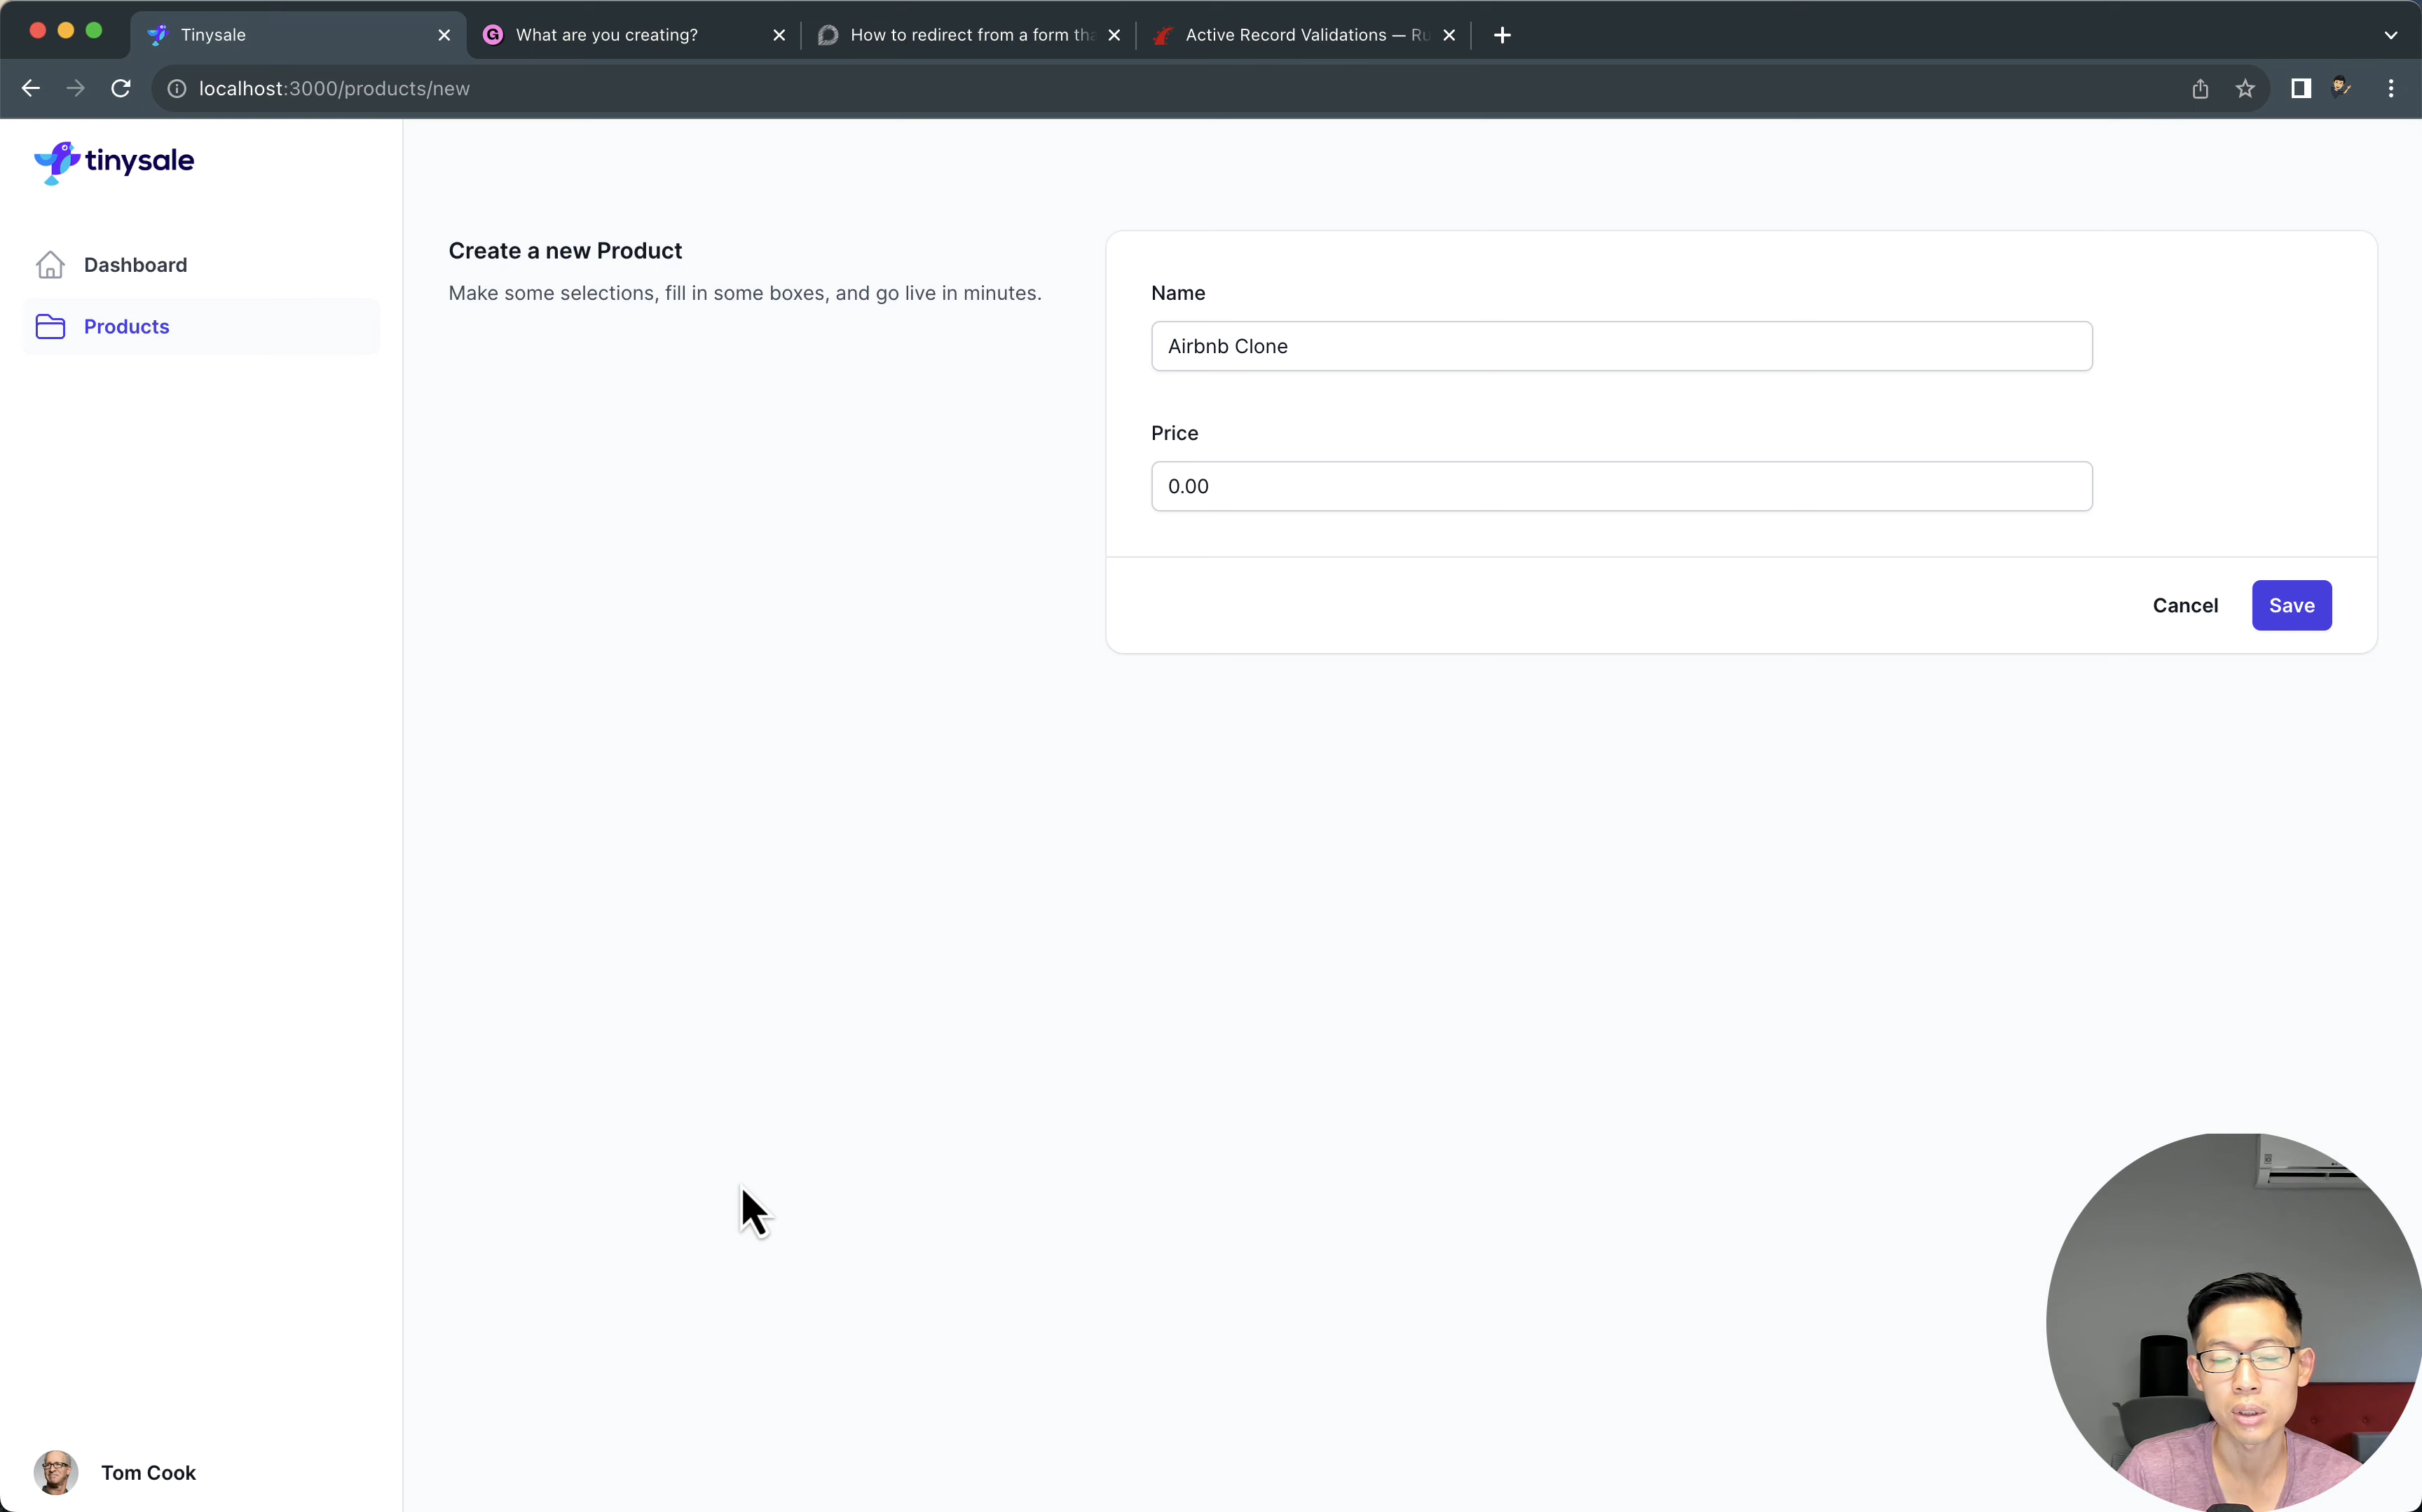 Tinysale
What are you creating?
How to redirect from a form tha
Active Record Validations — Ru
localhost:3000/products/new
tinysale
Dashboard
Products
Create a new Product
Make some selections, fill in some boxes, and go live in minutes.
Name
Airbnb Clone
Price
0.00
Cancel
Save
Tom Cook